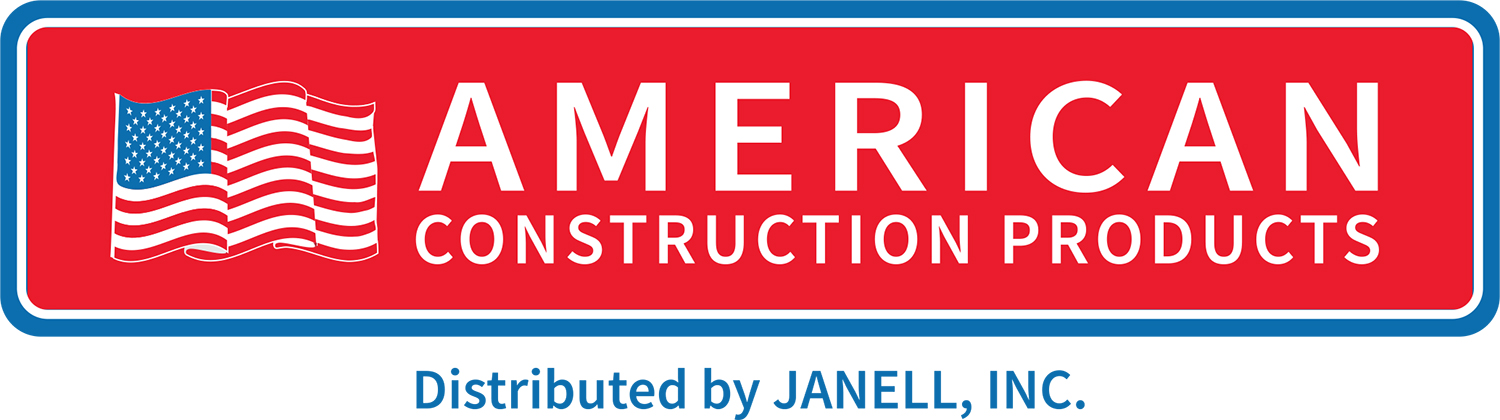 AMERICAN
CONSTRUCTION PRODUCTS
Distributed by JANELL, INC.